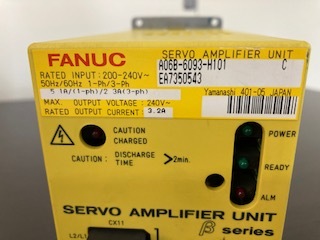 FANUC
SERVO AMPLIFIER UNIT
A06B-6093-H101 C
RATED INPUT:200-240V~
50Hz/60Hz 1-Ph/3-Ph
EA7350543
5.1A/(1-ph)/2.3A(3-ph)
Yamanashi 401-05, JAPAN
MAX. OUTPUT VOLTAGE :240V~
RATED OUTPUT CURRENT: 3.2A
CAUTION
CHARGED
CAUTION : DISCHARGE
TIME >2min.
POWER
READY
ALM
SERVO AMPLIFIER UNIT
CX11
β series
L2/L1